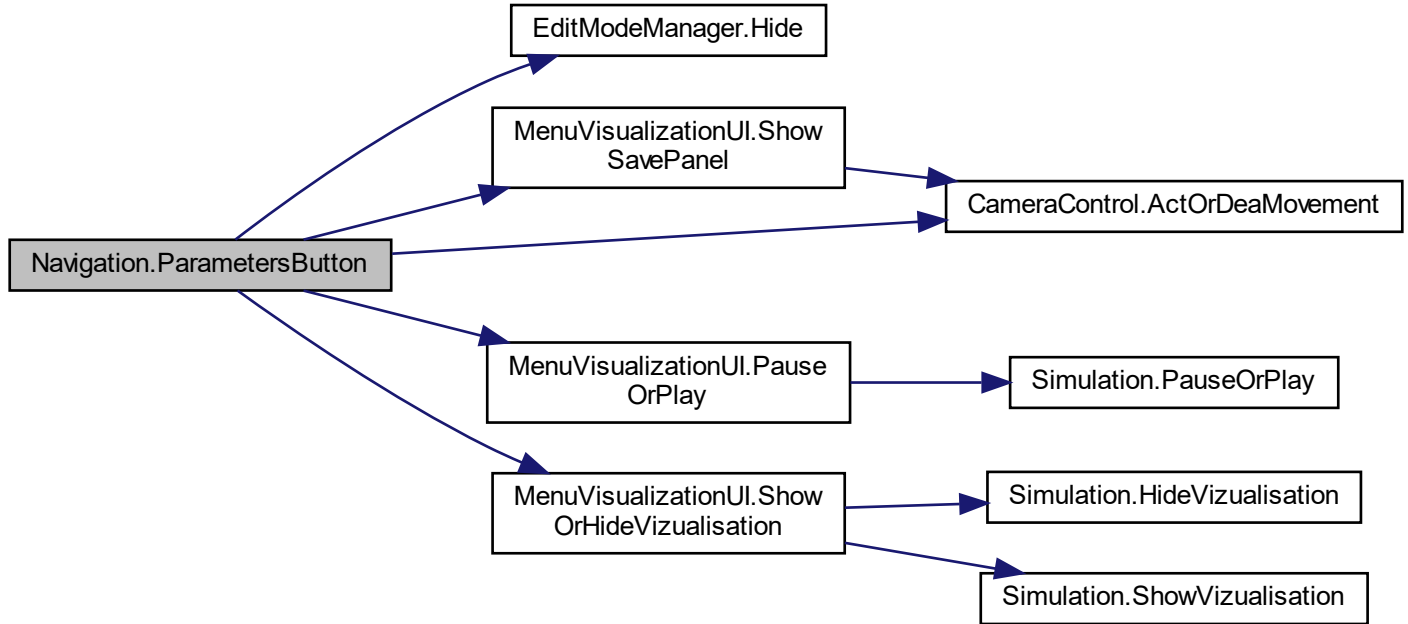 EditModeManager.Hide
MenuVisualizationUI.Show
SavePanel
CameraControl.ActOrDeaMovement
Navigation.ParametersButton
MenuVisualizationUI.Pause
OrPlay
Simulation.PauseOrPlay
MenuVisualizationUI.Show
OrHideVizualisation
Simulation.HideVizualisation
Simulation.ShowVizualisation